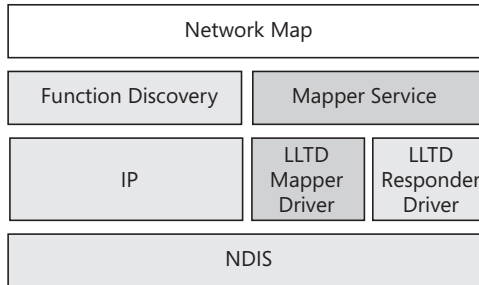 Network Map
Function Discovery
Mapper Service
IP
LLTD
Mapper
Driver
LLTD
Responder
Driver
NDIS